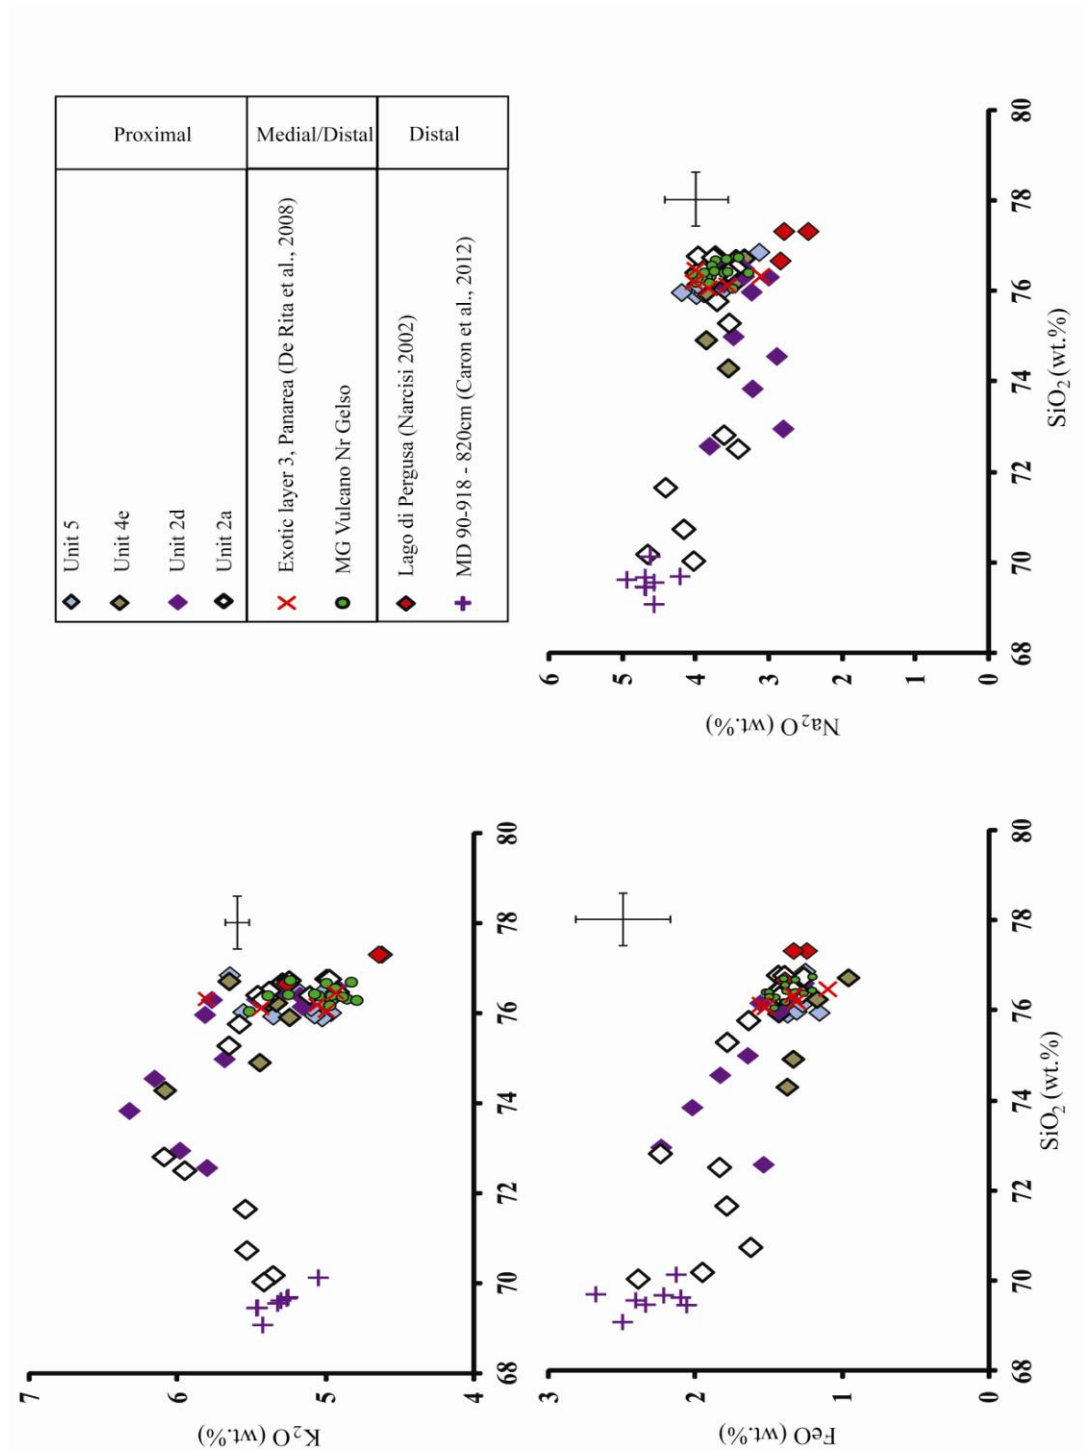 Proximal
Unit 5
Unit 4e
Unit 2d
Unit 2a
Medial/Distal
Exotic layer 3, Panarea (De Rita et al., 2008)
MG Vulcano Nr Gelso
Distal
Lago di Pergusa (Narcisi 2002)
MD 90-918 - 820cm (Caron et al., 2012)
K₂O (wt.%)
7
6
5
4
68
70
72
74
76
78
80
FeO (wt.%)
3
2
1
0
68
70
72
74
76
78
80
SiO₂ (wt.%)
Na₂O (wt.%)
6
5
4
3
2
1
0
68
70
72
74
76
78
80
SiO₂ (wt.%)